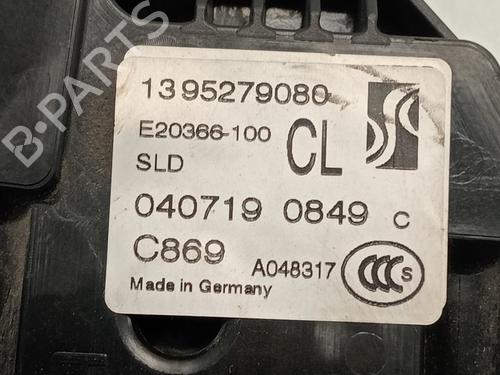 B-PARTS
1395279080
E20366-100 CL
SLD
040719 0849 C
C869 A048317 CCC S
Made in Germany